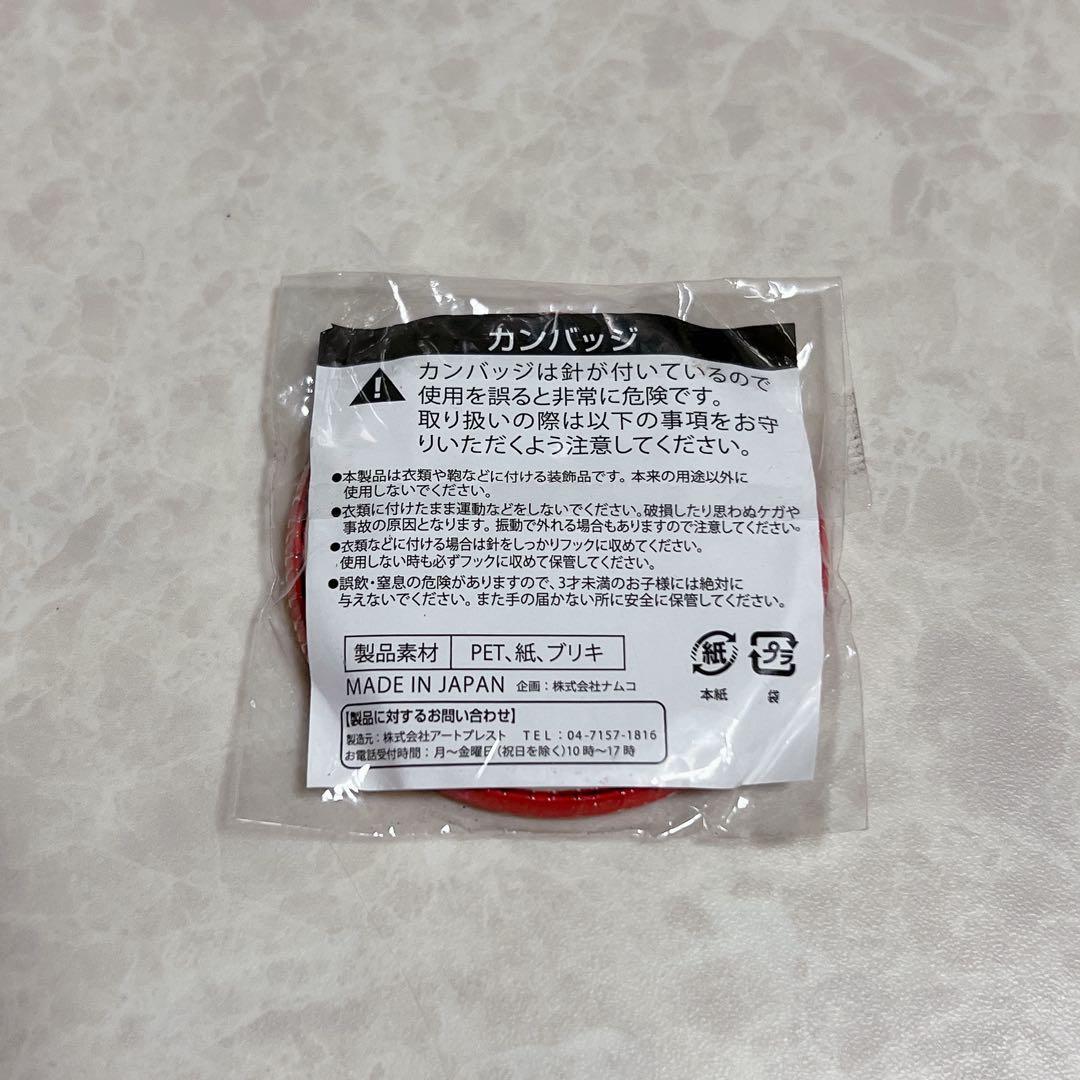 カンバッジ
カンバッジは針が付いているので
使用を誤ると非常に危険です。
取り扱いの際は以下の事項をお守
りいただくよう注意してください。
●本製品は衣類や鞄などに付ける装飾品です。本来の用途以外に
使用しないでください。
●衣類に付けたまま運動などをしないでください。破損したり思わぬケガや
事故の原因となります。振動で外れる場合もありますので注意してください。
●衣類などに付ける場合は針をしっかりフックに収めてください。
使用しない時も必ずフックに収めて保管してください。
●誤飲・窒息の危険がありますので、3才未満のお子様には絶対に
与えないでください。また手の届かない所に安全に保管してください。
製品素材 PET、紙、ブリキ
紙 プラ
本紙 袋
MADE IN JAPAN 企画：株式会社ナムコ
【製品に対するお問い合わせ】
製造元：株式会社アートプレスト TEL：04-7157-1816
お電話受付時間：月～金曜日（祝日を除く）10時～17時